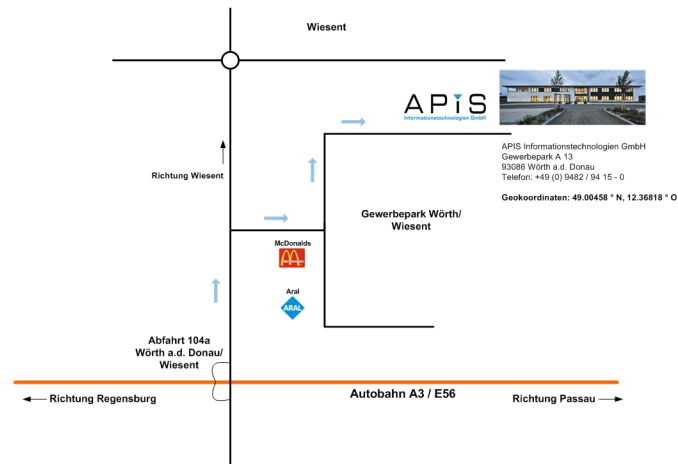 Wiesent
APiS
Informationstechnologien GmbH
APIS Informationstechnologien GmbH
Gewerbepark A 13
93086 Wörth a.d. Donau
Telefon: +49 (0) 9482 / 94 15 - 0
Geokoordinaten: 49.00458 ° N, 12.36818 ° O
Richtung Wiesent
Gewerbepark Wörth/
Wiesent
McDonalds
McDonald's
Aral
ARAL
Abfahrt 104a
Wörth a.d. Donau/
Wiesent
Autobahn A3 / E56
Richtung Regensburg
Richtung Passau